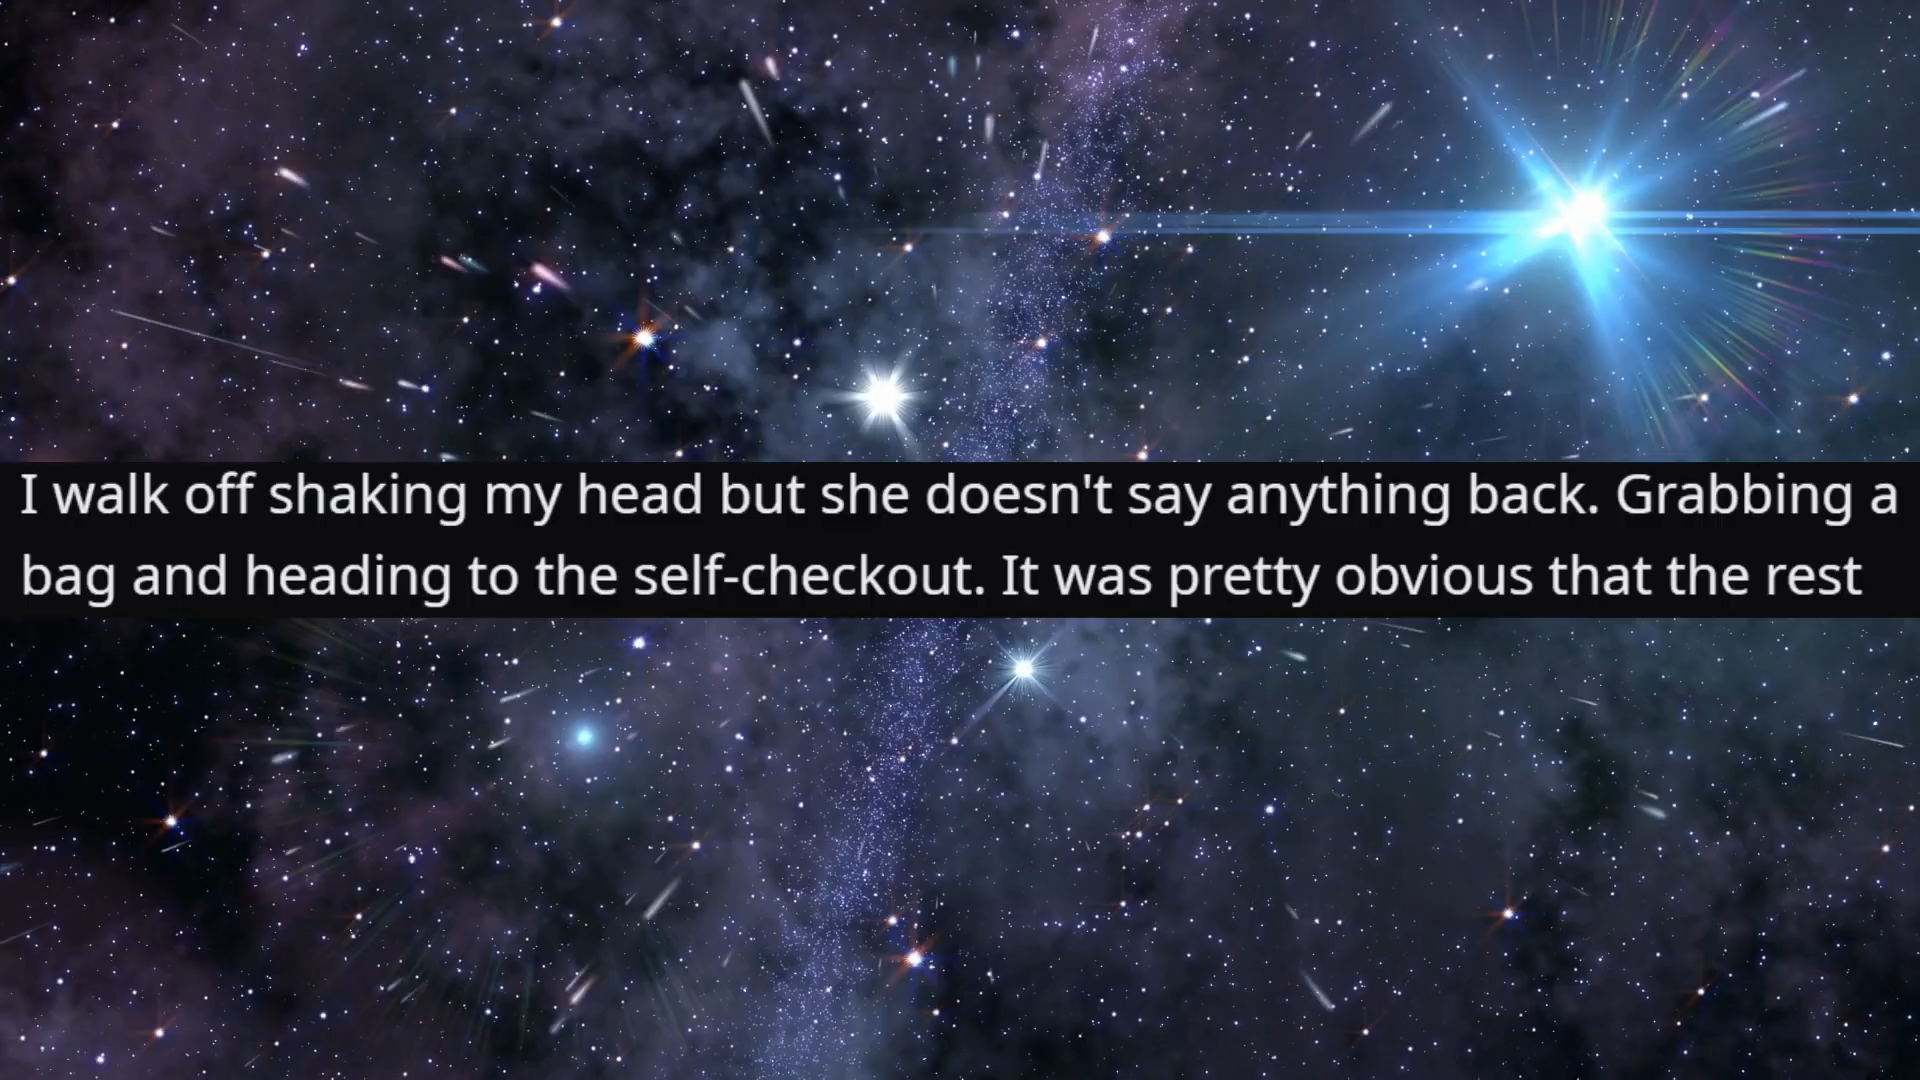 I walk off shaking my head but she doesn't say anything back. Grabbing a
bag and heading to the self-checkout. It was pretty obvious that the rest